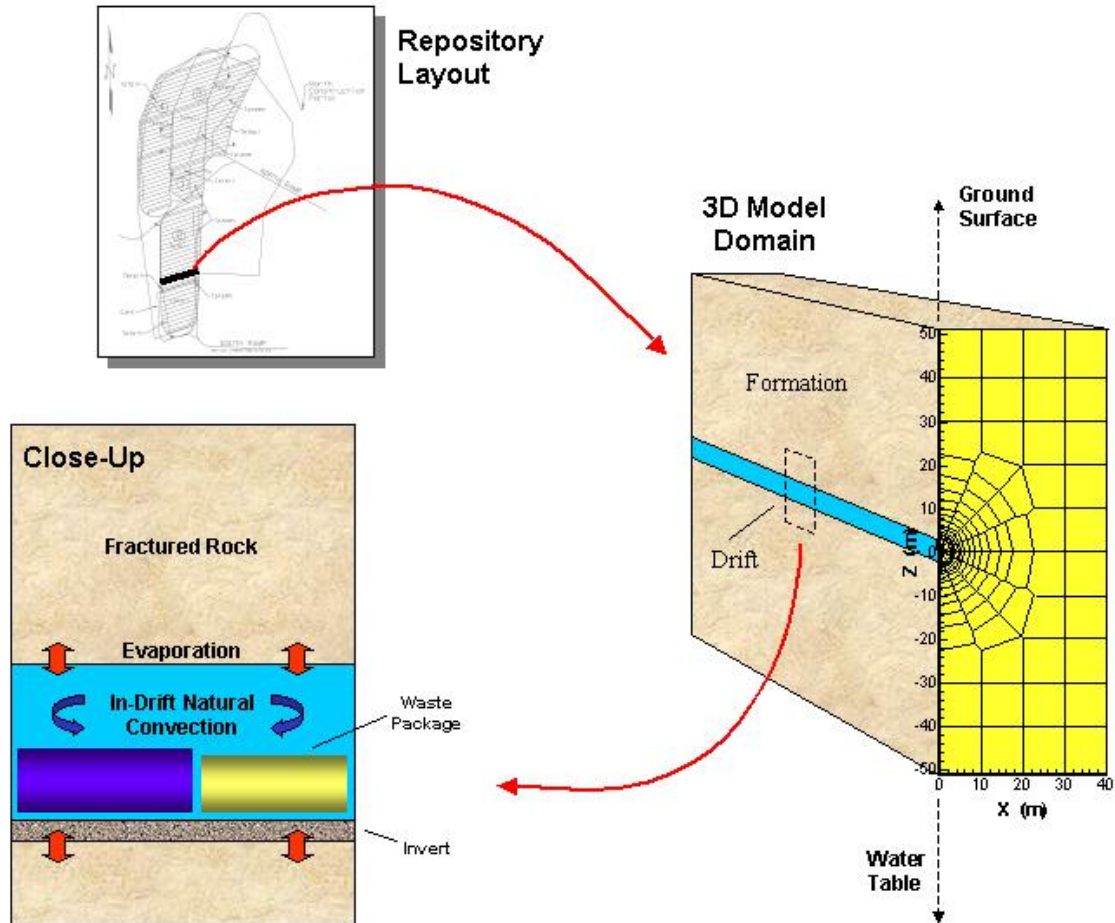 Repository
Layout
N
3D Model
Domain
Ground
Surface
Formation
Drift
Z (m)
50
40
30
20
10
0
-10
-20
-30
-40
-50
0
10
20
30
40
X (m)
Water
Table
Close-Up
Fractured Rock
Evaporation
In-Drift Natural
Convection
Waste
Package
Invert